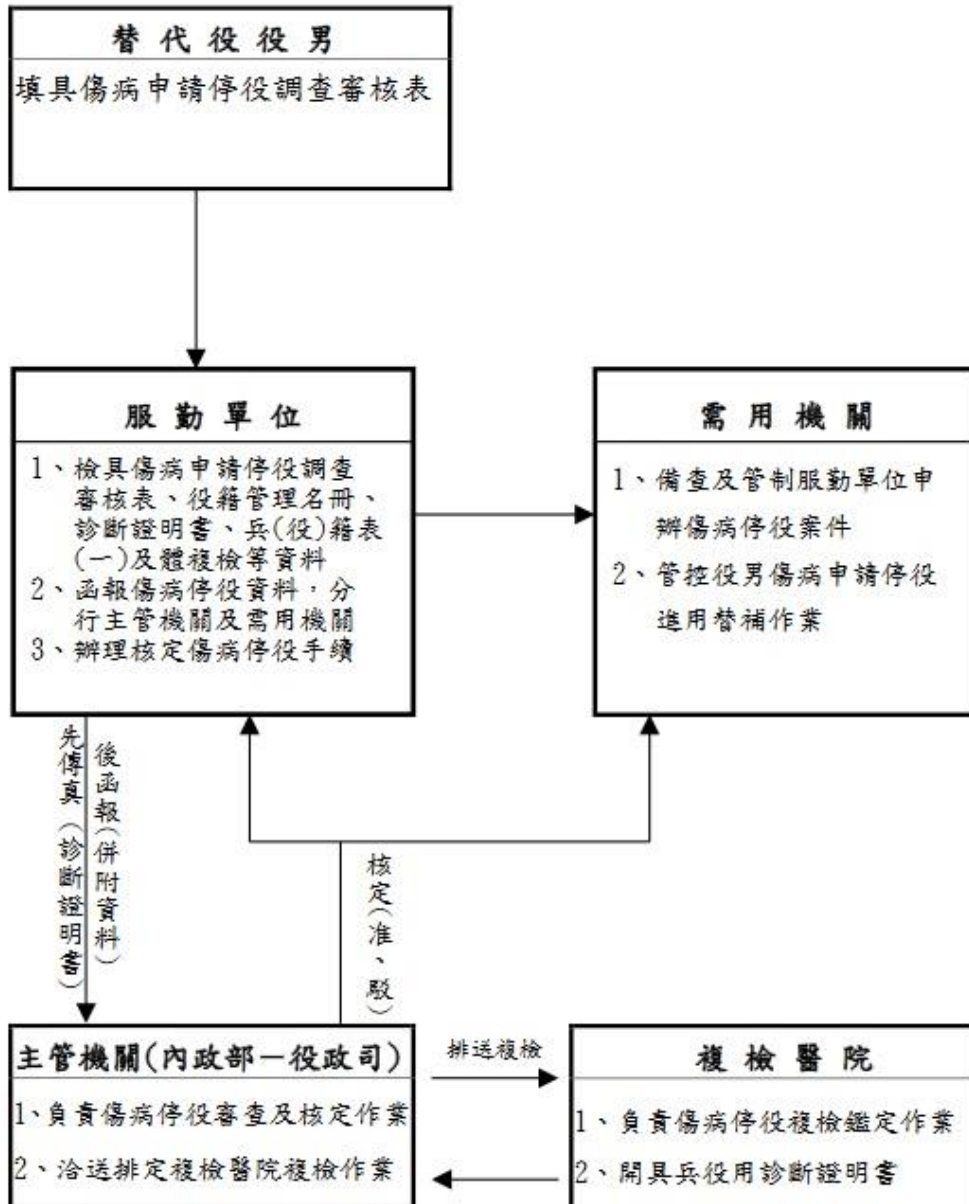 替代役役男
填具傷病申請停役調查審核表
服勤單位
1、檢具傷病申請停役調查
審核表、役籍管理名冊、
診斷證明書、兵(役)籍表
(一)及體複檢等資料
2、函報傷病停役資料，分
行主管機關及需用機關
3、辦理核定傷病停役手續
需用機關
1、備查及管制服勤單位申
辦傷病停役案件
2、管控役男傷病申請停役
進用替補作業
先傳真(診斷證明書)
後函報(併附資料)
核定(准、駁)
主管機關(內政部－役政司)
1、負責傷病停役審查及核定作業
2、洽送排定複檢醫院複檢作業
排送複檢
複檢醫院
1、負責傷病停役複檢鑑定作業
2、開具兵役用診斷證明書